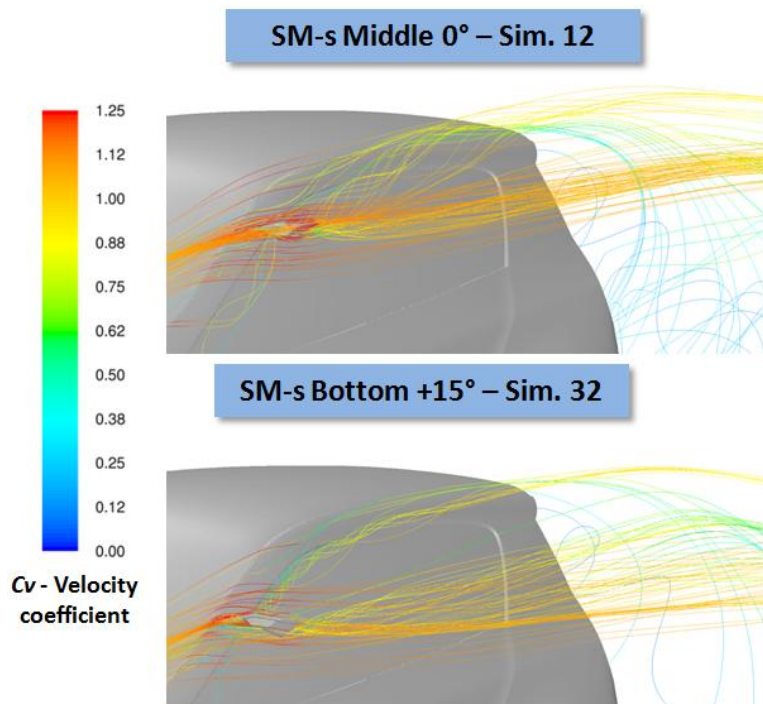 SM-s Middle 0° – Sim. 12
1.25
1.12
1.00
0.88
0.75
0.62
0.50
0.38
0.25
0.12
0.00
Cv - Velocity
coefficient
SM-s Bottom +15° – Sim. 32